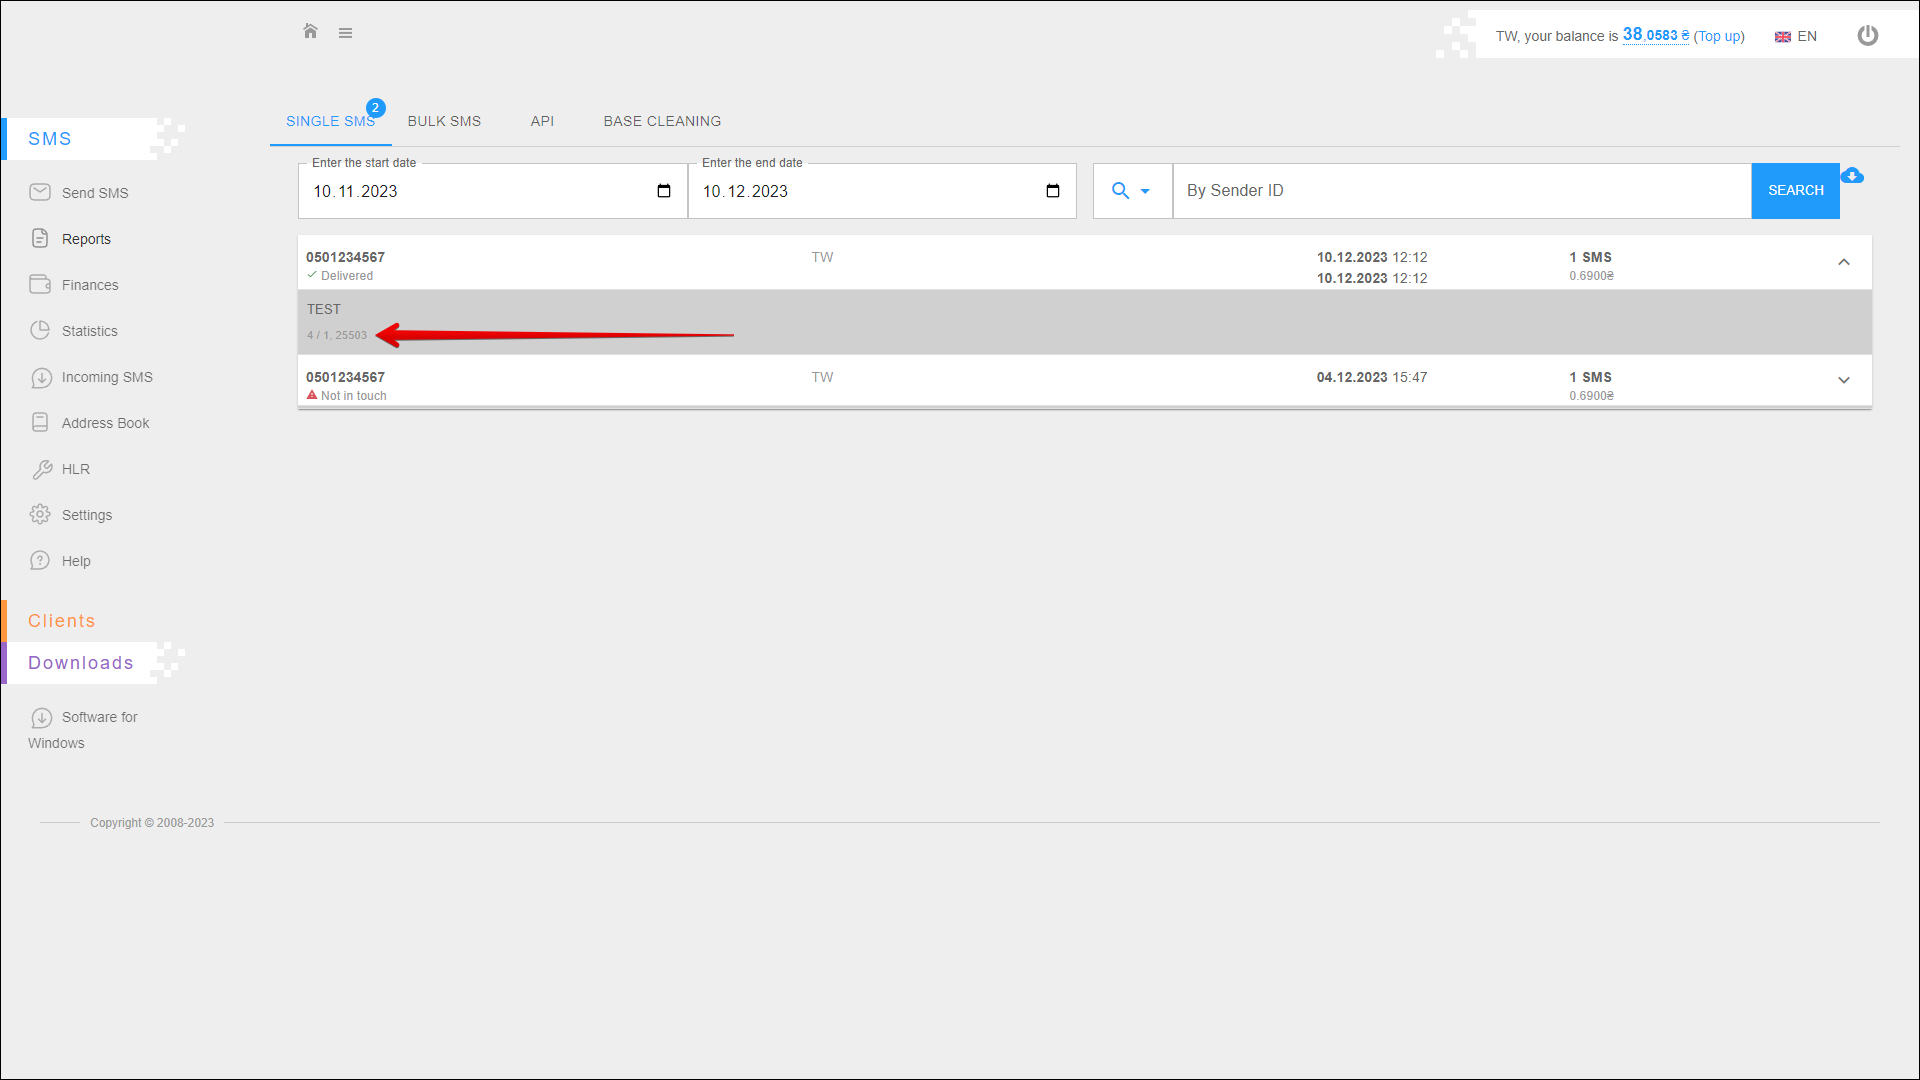 TW, your balance is 38,0583 ₴ (Top up)
EN
SMS
Send SMS
Reports
Finances
Statistics
Incoming SMS
Address Book
HLR
Settings
Help
Clients
Downloads
Software for
Windows
SINGLE SMS 2
BULK SMS
API
BASE CLEANING
Enter the start date
10.11.2023
Enter the end date
10.12.2023
By Sender ID
SEARCH
0501234567
Delivered
TW
10.12.2023 12:12
10.12.2023 12:12
1 SMS
0.6900₴
TEST
4 / 1, 25503
0501234567
Not in touch
TW
04.12.2023 15:47
1 SMS
0.6900₴
Copyright © 2008-2023